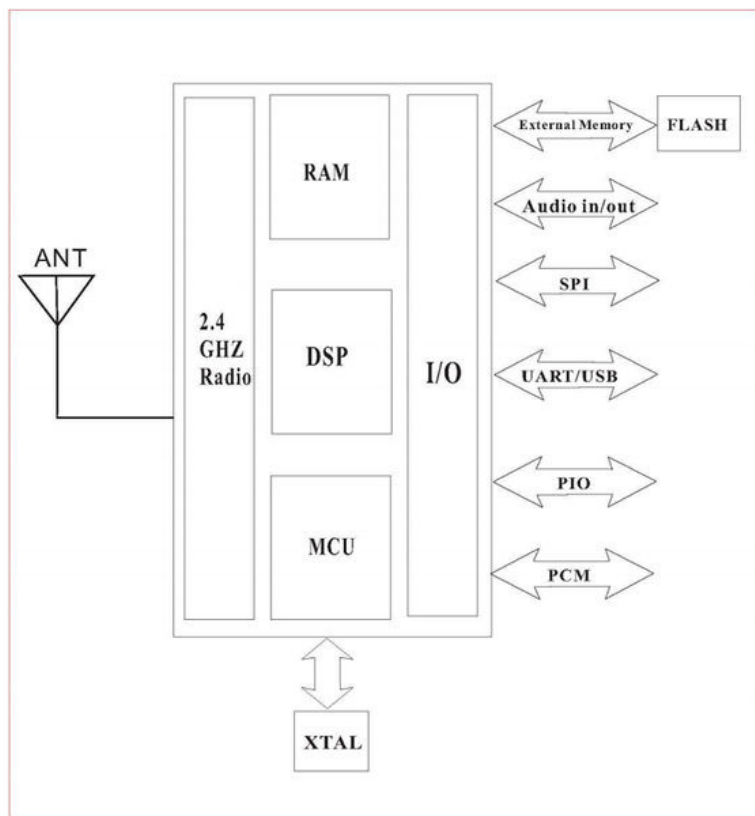 ANT
2.4
GHZ
Radio
RAM
DSP
MCU
I/O
External Memory
FLASH
Audio in/out
SPI
UART/USB
PIO
PCM
XTAL